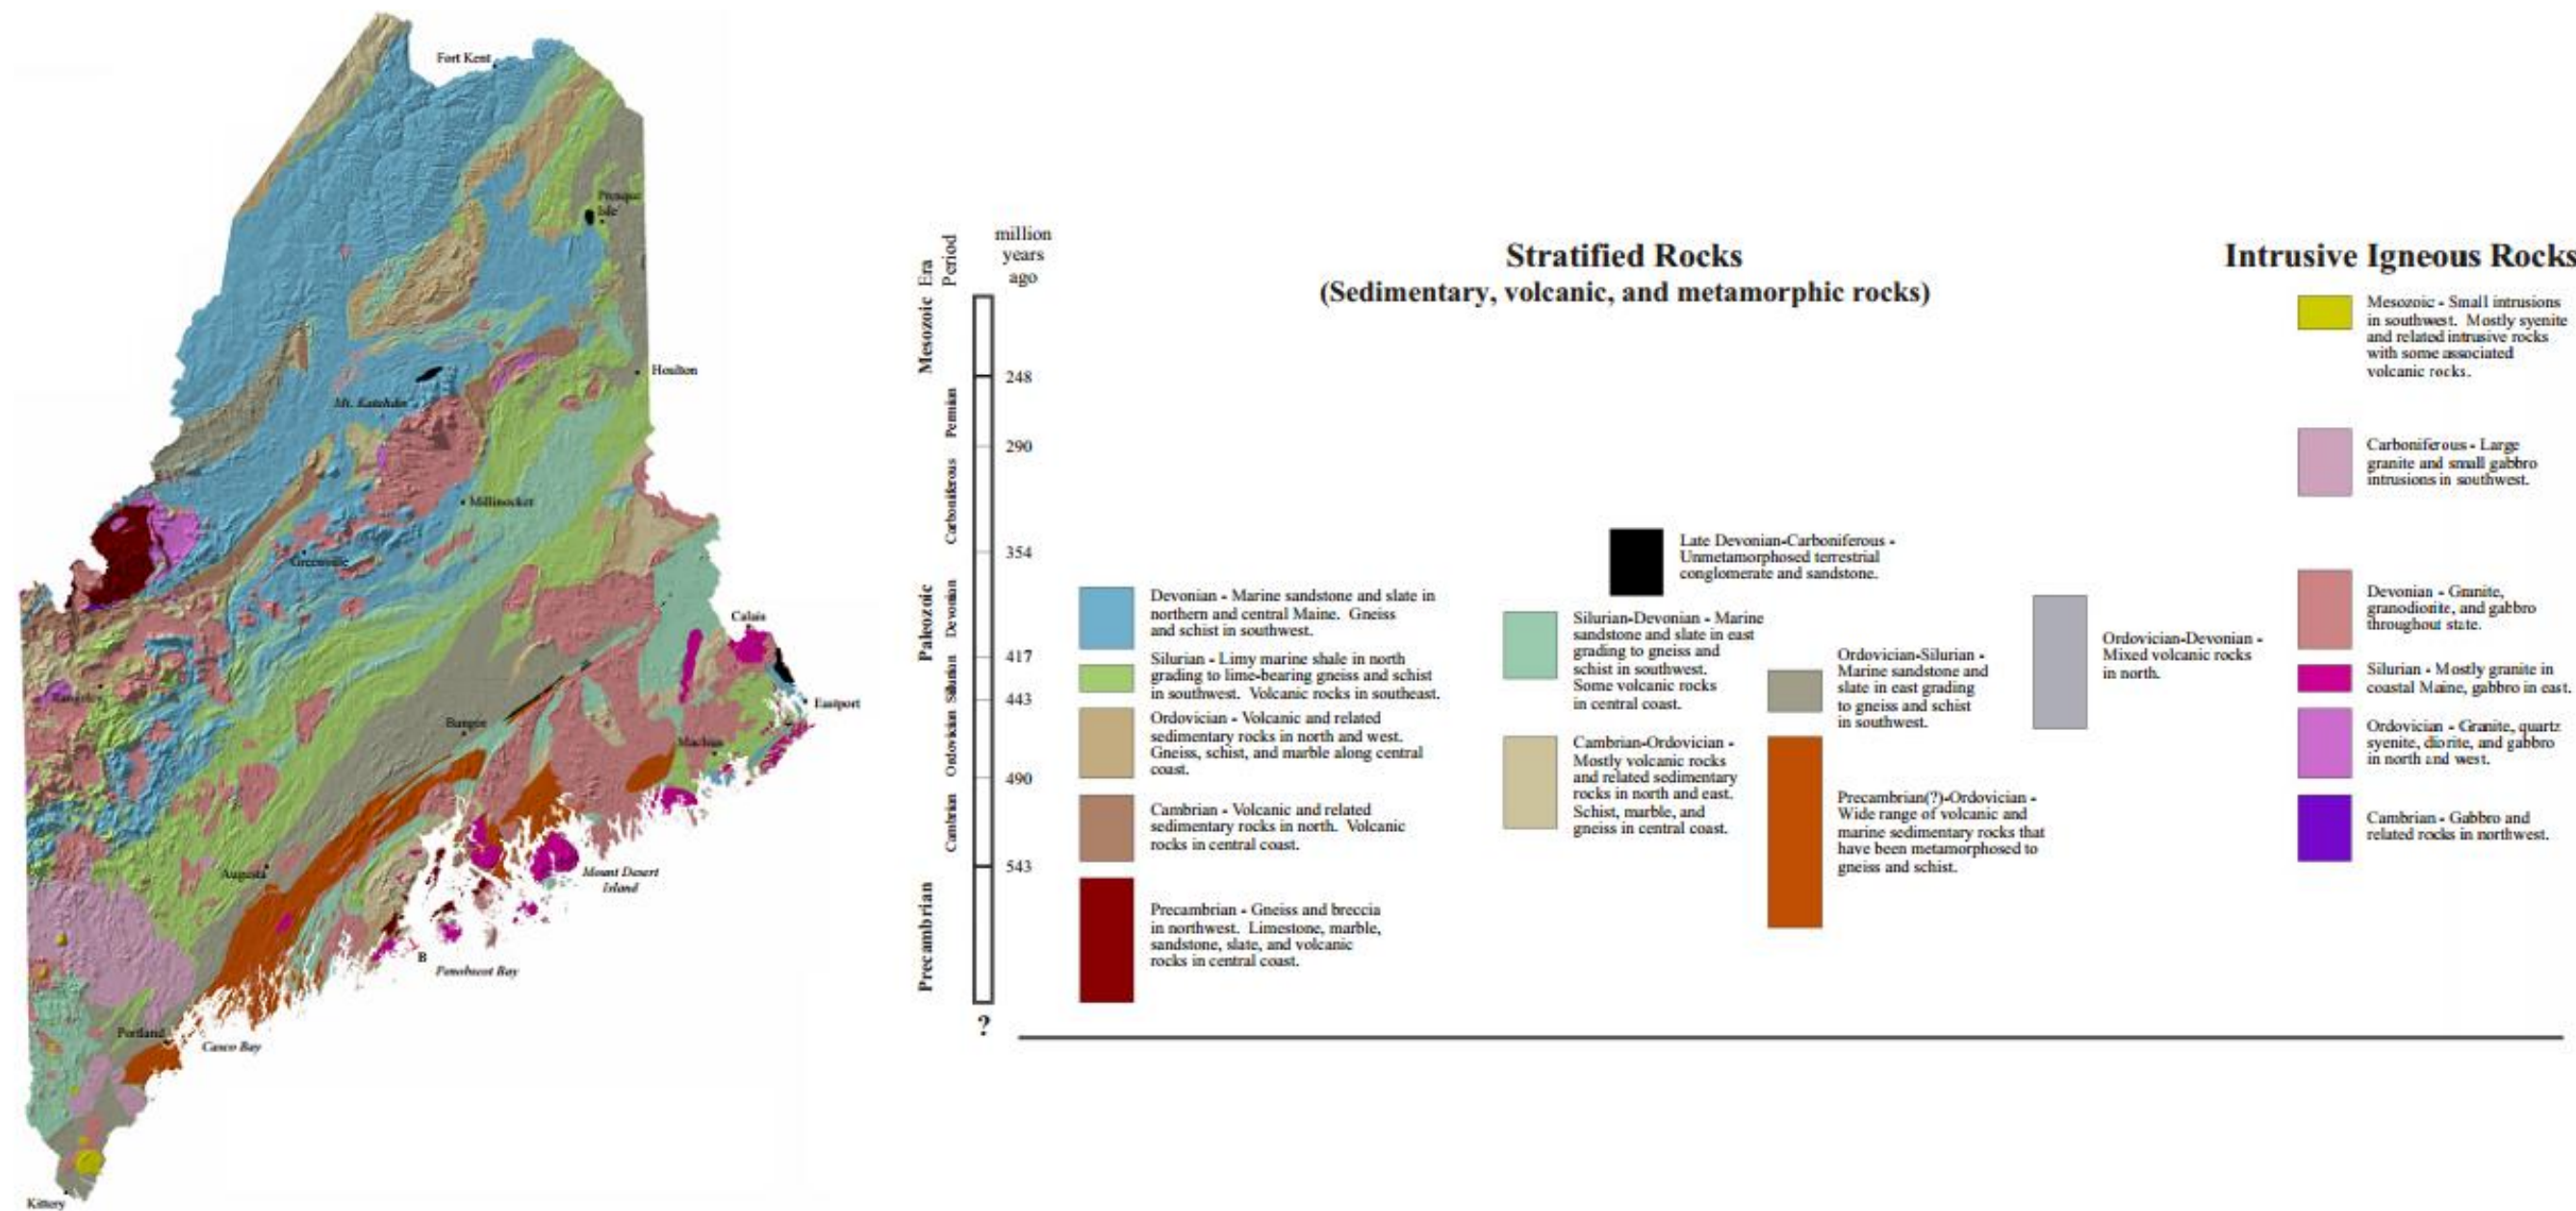 Fort Kent
Presque
Isle
Houlton
Mt. Katahdin
Millinocket
Greenville
Calais
Eastport
Bangor
Machias
Rangeley
Augusta
Mount Desert
Island
B
Penobscot Bay
Portland
Casco Bay
Kittery
Era
Period
million
years
ago
Mesozoic
Paleozoic
Precambrian
Permian
Carboniferous
Devonian
Silurian
Ordovician
Cambrian
248
290
354
417
443
490
543
?
Stratified Rocks
(Sedimentary, volcanic, and metamorphic rocks)
Devonian - Marine sandstone and slate in
northern and central Maine. Gneiss
and schist in southwest.
Silurian - Limy marine shale in north
grading to lime-bearing gneiss and schist
in southwest. Volcanic rocks in southeast.
Ordovician - Volcanic and related
sedimentary rocks in north and west.
Gneiss, schist, and marble along central
coast.
Cambrian - Volcanic and related
sedimentary rocks in north. Volcanic
rocks in central coast.
Precambrian - Gneiss and breccia
in northwest. Limestone, marble,
sandstone, slate, and volcanic
rocks in central coast.
Late Devonian-Carboniferous -
Unmetamorphosed terrestrial
conglomerate and sandstone.
Silurian-Devonian - Marine
sandstone and slate in east
grading to gneiss and
schist in southwest.
Some volcanic rocks
in central coast.
Cambrian-Ordovician -
Mostly volcanic rocks
and related sedimentary
rocks in north and east.
Schist, marble, and
gneiss in central coast.
Ordovician-Silurian -
Marine sandstone and
slate in east grading
to gneiss and schist
in southwest.
Precambrian(?)-Ordovician -
Wide range of volcanic and
marine sedimentary rocks that
have been metamorphosed to
gneiss and schist.
Ordovician-Devonian -
Mixed volcanic rocks
in north.
Intrusive Igneous Rocks
Mesozoic - Small intrusions
in southwest. Mostly syenite
and related intrusive rocks
with some associated
volcanic rocks.
Carboniferous - Large
granite and small gabbro
intrusions in southwest.
Devonian - Granite,
granodiorite, and gabbro
throughout state.
Silurian - Mostly granite in
coastal Maine, gabbro in east.
Ordovician - Granite, quartz
syenite, diorite, and gabbro
in north and west.
Cambrian - Gabbro and
related rocks in northwest.